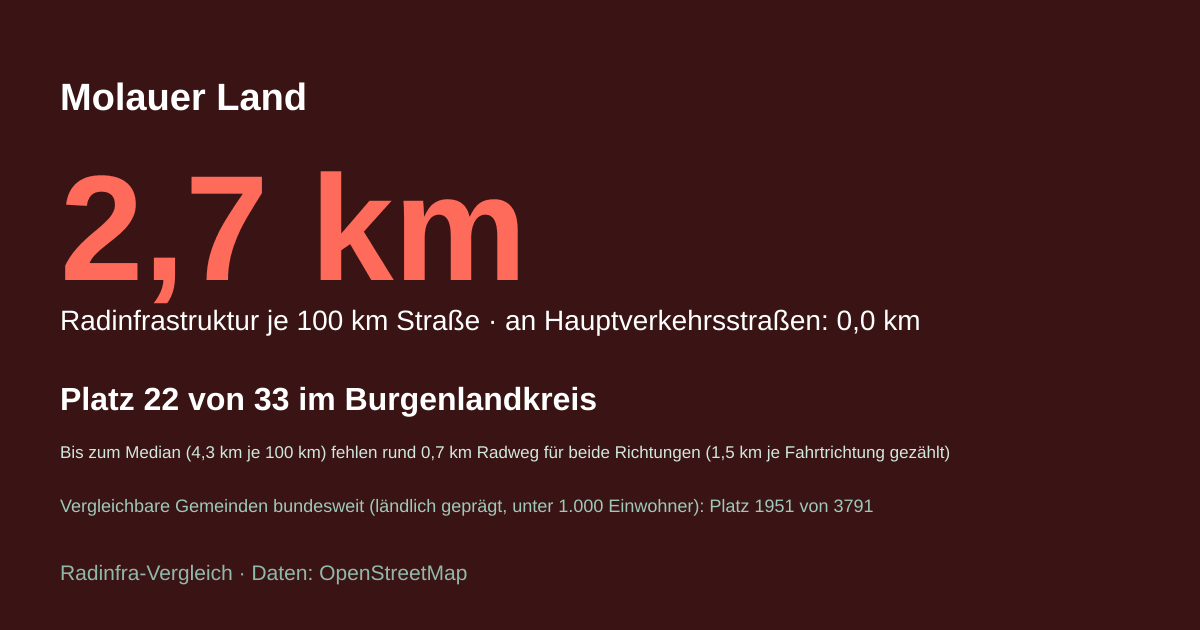 Molauer Land
2,7 km
Radinfrastruktur je 100 km Straße · an Hauptverkehrsstraßen: 0,0 km
Platz 22 von 33 im Burgenlandkreis
Bis zum Median (4,3 km je 100 km) fehlen rund 0,7 km Radweg für beide Richtungen (1,5 km je Fahrtrichtung gezählt)
Vergleichbare Gemeinden bundesweit (ländlich geprägt, unter 1.000 Einwohner): Platz 1951 von 3791
Radinfra-Vergleich · Daten: OpenStreetMap